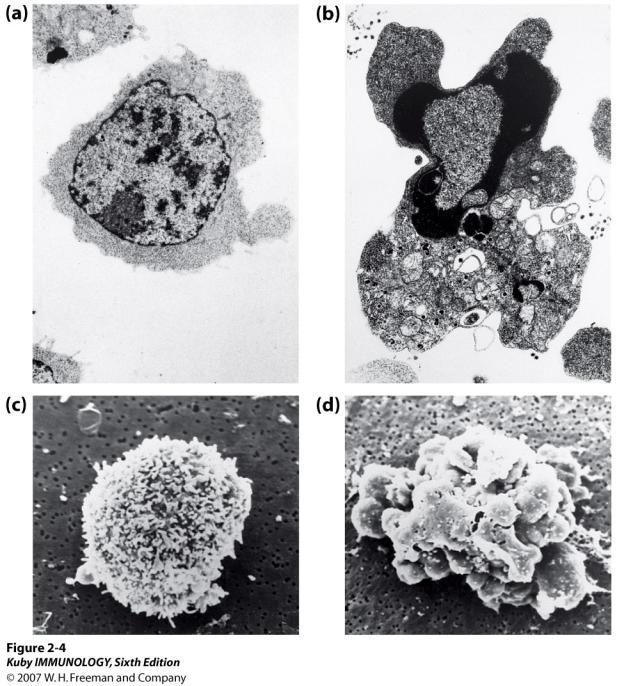 (a)
(b)
(c)
(d)
Figure 2-4
Kuby IMMUNOLOGY, Sixth Edition
© 2007 W. H. Freeman and Company